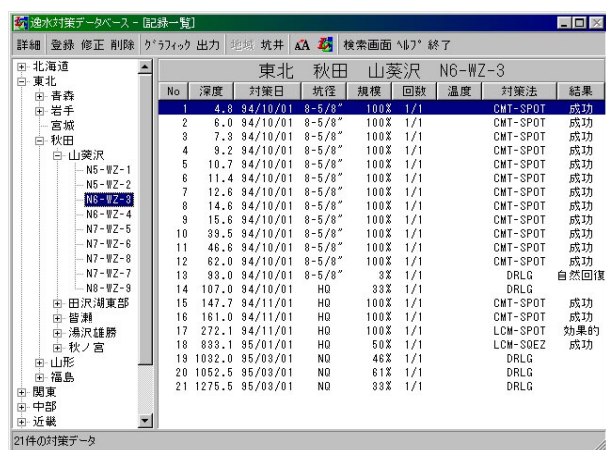 逸水対策データベース - [記録一覧]
詳細 登録 修正 削除 ｸﾞﾗﾌｨｯｸ 出力 地域 坑井 AA 検索画面 ﾍﾙﾌﾟ 終了
北海道
東北
青森
岩手
宮城
秋田
山葵沢
N5-WZ-1
N5-WZ-2
N6-WZ-3
N6-WZ-4
N7-WZ-5
N7-WZ-6
N7-WZ-8
N7-WZ-7
N8-WZ-9
田沢湖東部
皆瀬
湯沢雄勝
秋ノ宮
山形
福島
関東
中部
近畿
東北 秋田 山葵沢 N6-WZ-3
No 深度 対策日 坑径 規模 回数 温度 対策法 結果
1 4.8 94/10/01 8-5/8" 100% 1/1 CMT-SPOT 成功
2 6.0 94/10/01 8-5/8" 100% 1/1 CMT-SPOT 成功
3 7.3 94/10/01 8-5/8" 100% 1/1 CMT-SPOT 成功
4 9.2 94/10/01 8-5/8" 100% 1/1 CMT-SPOT 成功
5 10.7 94/10/01 8-5/8" 100% 1/1 CMT-SPOT 成功
6 11.4 94/10/01 8-5/8" 100% 1/1 CMT-SPOT 成功
7 12.6 94/10/01 8-5/8" 100% 1/1 CMT-SPOT 成功
8 14.6 94/10/01 8-5/8" 100% 1/1 CMT-SPOT 成功
9 15.6 94/10/01 8-5/8" 100% 1/1 CMT-SPOT 成功
10 39.5 94/10/01 8-5/8" 100% 1/1 CMT-SPOT 成功
11 46.6 94/10/01 8-5/8" 100% 1/1 CMT-SPOT 成功
12 62.0 94/10/01 8-5/8" 100% 1/1 CMT-SPOT 成功
13 93.0 94/10/01 8-5/8" 3% 1/1 DRLG 自然回復
14 107.0 94/10/01 HQ 33% 1/1 DRLG
15 147.7 94/11/01 HQ 100% 1/1 CMT-SPOT 成功
16 161.0 94/11/01 HQ 100% 1/1 CMT-SPOT 成功
17 272.1 94/11/01 HQ 100% 1/1 LCM-SPOT 効果的
18 833.1 95/01/01 HQ 50% 1/1 LCM-SQEZ 成功
19 1032.0 95/03/01 NQ 46% 1/1 DRLG
20 1052.5 95/03/01 NQ 61% 1/1 DRLG
21 1275.5 95/03/01 NQ 33% 1/1 DRLG
21件の対策データ